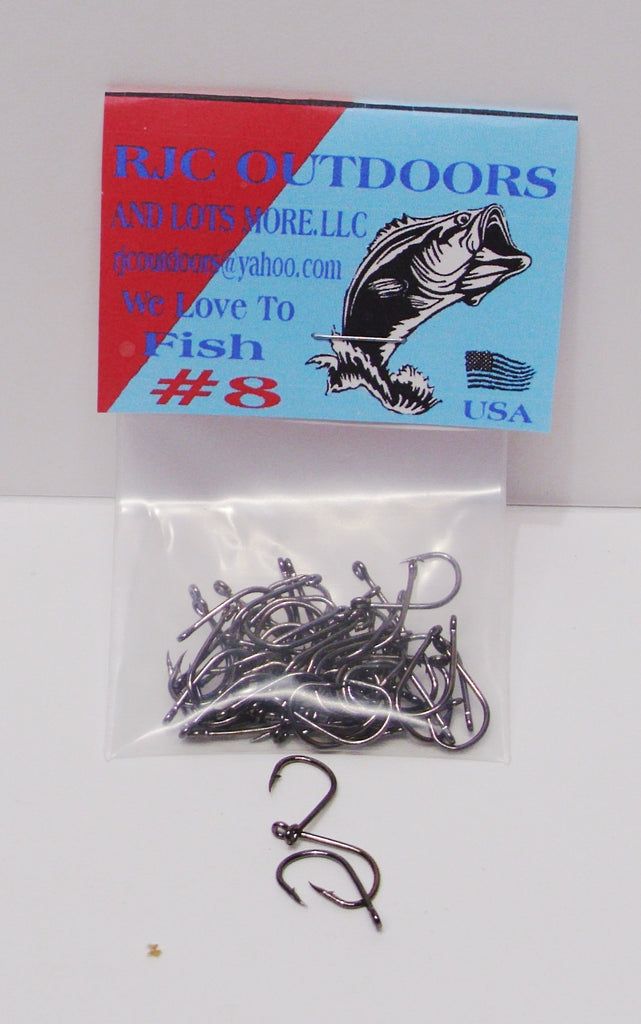 RJC OUTDOORS
AND LOTS MORE.LLC
rjcoutdoors@yahoo.com
We Love To
Fish
#8
USA